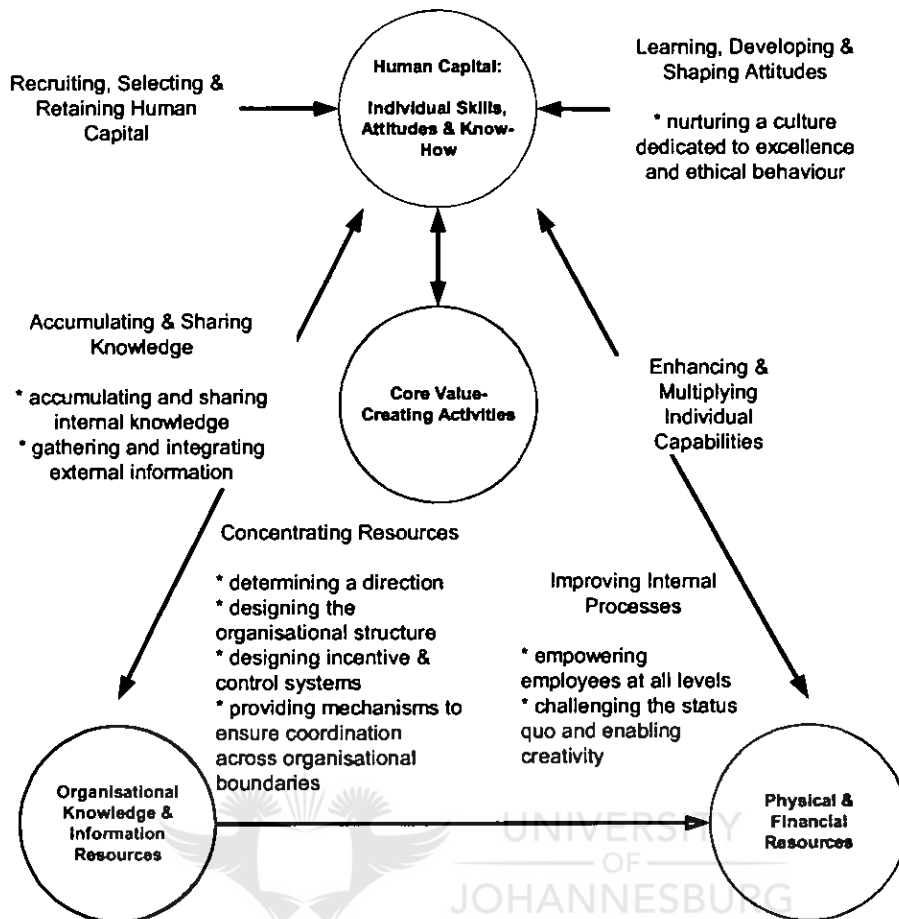 Recruiting, Selecting &
Retaining Human
Capital
Human Capital:
Individual Skills,
Attitudes & Know-
How
Learning, Developing &
Shaping Attitudes
* nurturing a culture
dedicated to excellence
and ethical behaviour
Accumulating & Sharing
Knowledge
* accumulating and sharing
internal knowledge
* gathering and integrating
external information
Core Value-
Creating Activities
Enhancing &
Multiplying
Individual
Capabilities
Concentrating Resources
* determining a direction
* designing the
organisational structure
* designing incentive &
control systems
* providing mechanisms to
ensure coordination
across organisational
boundaries
Improving Internal
Processes
* empowering
employees at all levels
* challenging the status
quo and enabling
creativity
Organisational
Knowledge &
Information
Resources
Physical &
Financial
Resources
UNIVERSITY
OF
JOHANNESBURG